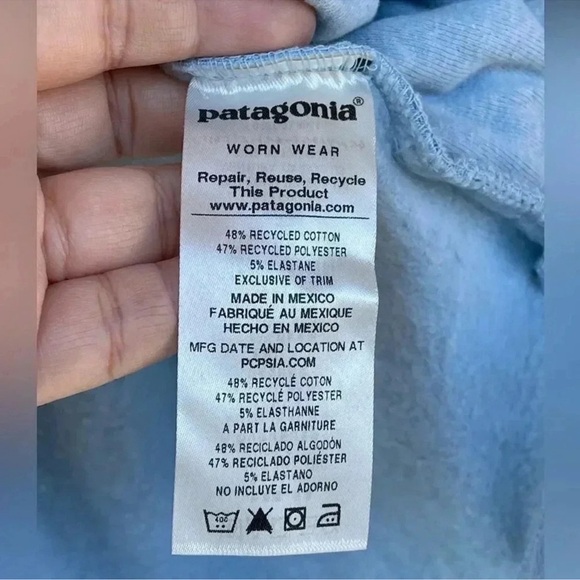 patagonia®
WORN WEAR
Repair, Reuse, Recycle
This Product
www.patagonia.com
48% RECYCLED COTTON
47% RECYCLED POLYESTER
5% ELASTANE
EXCLUSIVE OF TRIM
MADE IN MEXICO
FABRIQUÉ AU MEXIQUE
HECHO EN MEXICO
MFG DATE AND LOCATION AT
PCPSIA.COM
48% RECYCLÉ COTON
47% RECYCLÉ POLYESTER
5% ELASTHANNE
A PART LA GARNITURE
48% RECICLADO ALGODÓN
47% RECICLADO POLIÉSTER
5% ELASTANO
NO INCLUYE EL ADORNO
40C